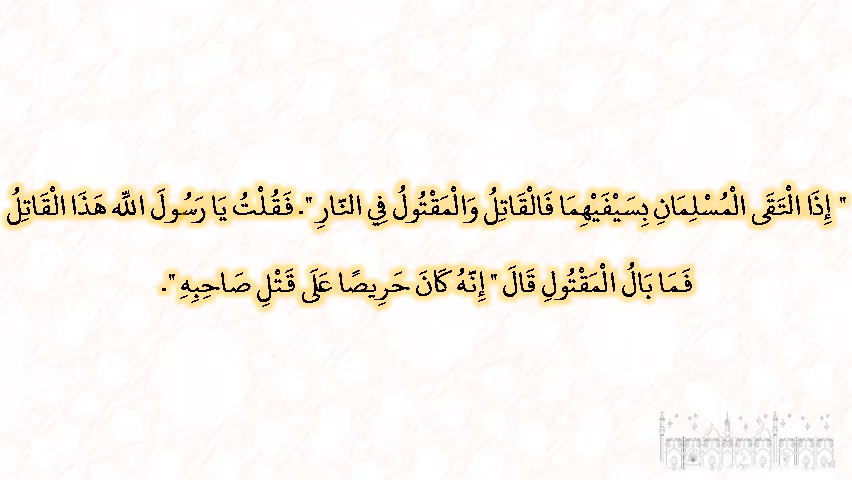 " إِذَا الْتَقَى الْمُسْلِمَانِ بِسَيْفَيْهِمَا فَالْقَاتِلُ وَالْمَقْتُولُ فِي النَّارِ ". فَقُلْتُ يَا رَسُولَ اللَّهِ هَذَا الْقَاتِلُ
فَمَا بَالُ الْمَقْتُولِ قَالَ " إِنَّهُ كَانَ حَرِيصًا عَلَى قَتْلِ صَاحِبِهِ ".